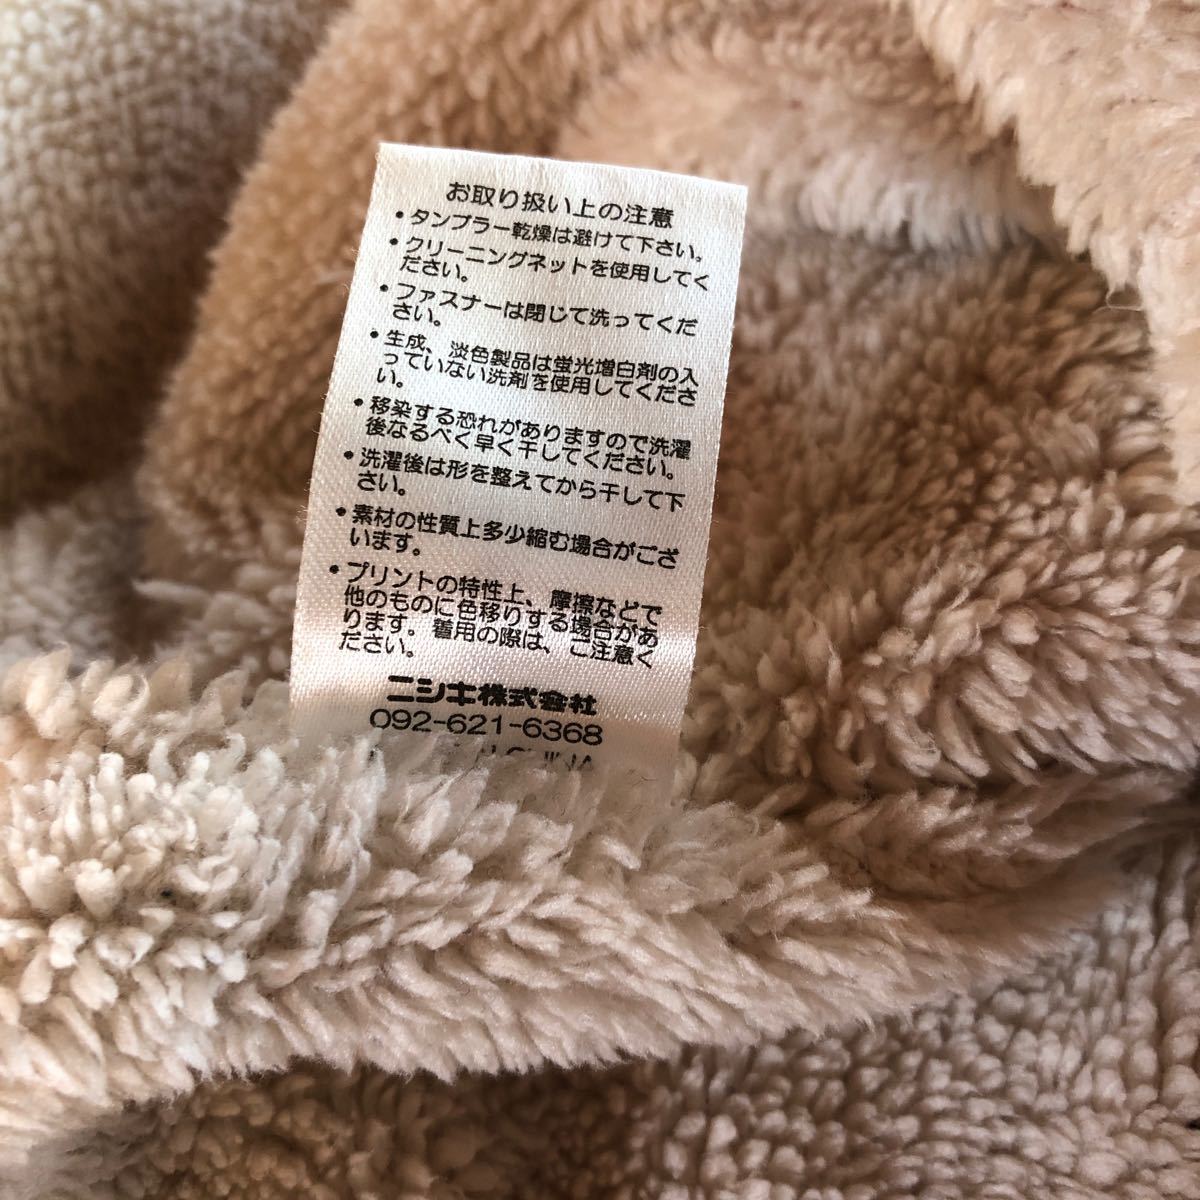 お取り扱い上の注意
・タンブラー乾燥は避けて下さい。
・クリーニングネットを使用してく
ださい。
・ファスナーは閉じて洗ってくだ
さい。
・生成、淡色製品は蛍光増白剤の入
っていない洗剤を使用してくださ
い。
・移染する恐れがありますので洗濯
後なるべく早く干してください。
・洗濯後は形を整えてから干して下
さい。
・素材の性質上多少縮む場合がござ
います。
・プリントの特性上、摩擦などで
他のものに色移りする場合があ
ります。着用の際は、ご注意く
ださい。
ニシキ株式会社
092-621-6368